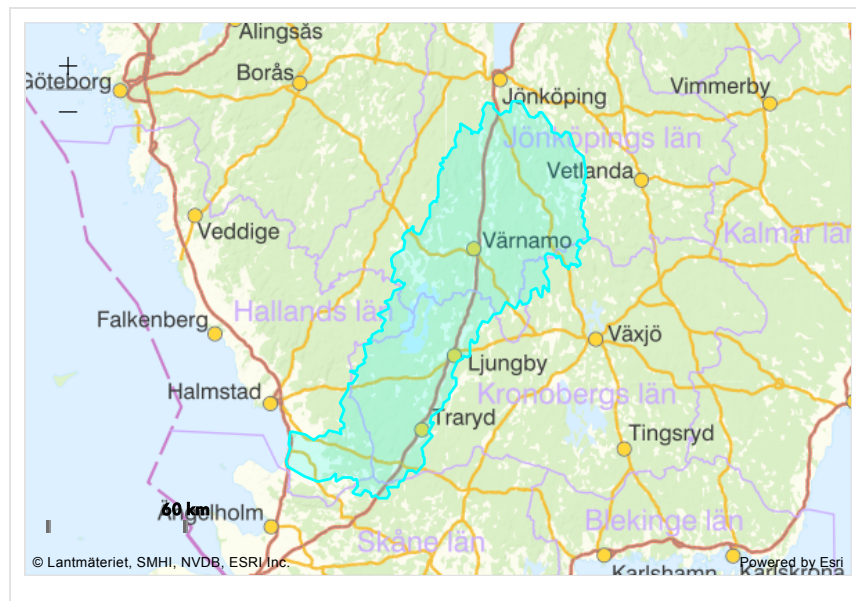 Alingsås
+
Göteborg
Borås
Vimmerby
−
Jönköping
Jönköpings län
Vetlanda
Veddige
Värnamo
Kalmar län
Hallands län
Falkenberg
Växjö
Ljungby
Halmstad
Kronobergs län
Traryd
Tingsryd
60 km
Ängelholm
Blekinge län
Skåne län
© Lantmäteriet, SMHI, NVDB, ESRI Inc.
Powered by Esri
Karlshamn
Karlskrona